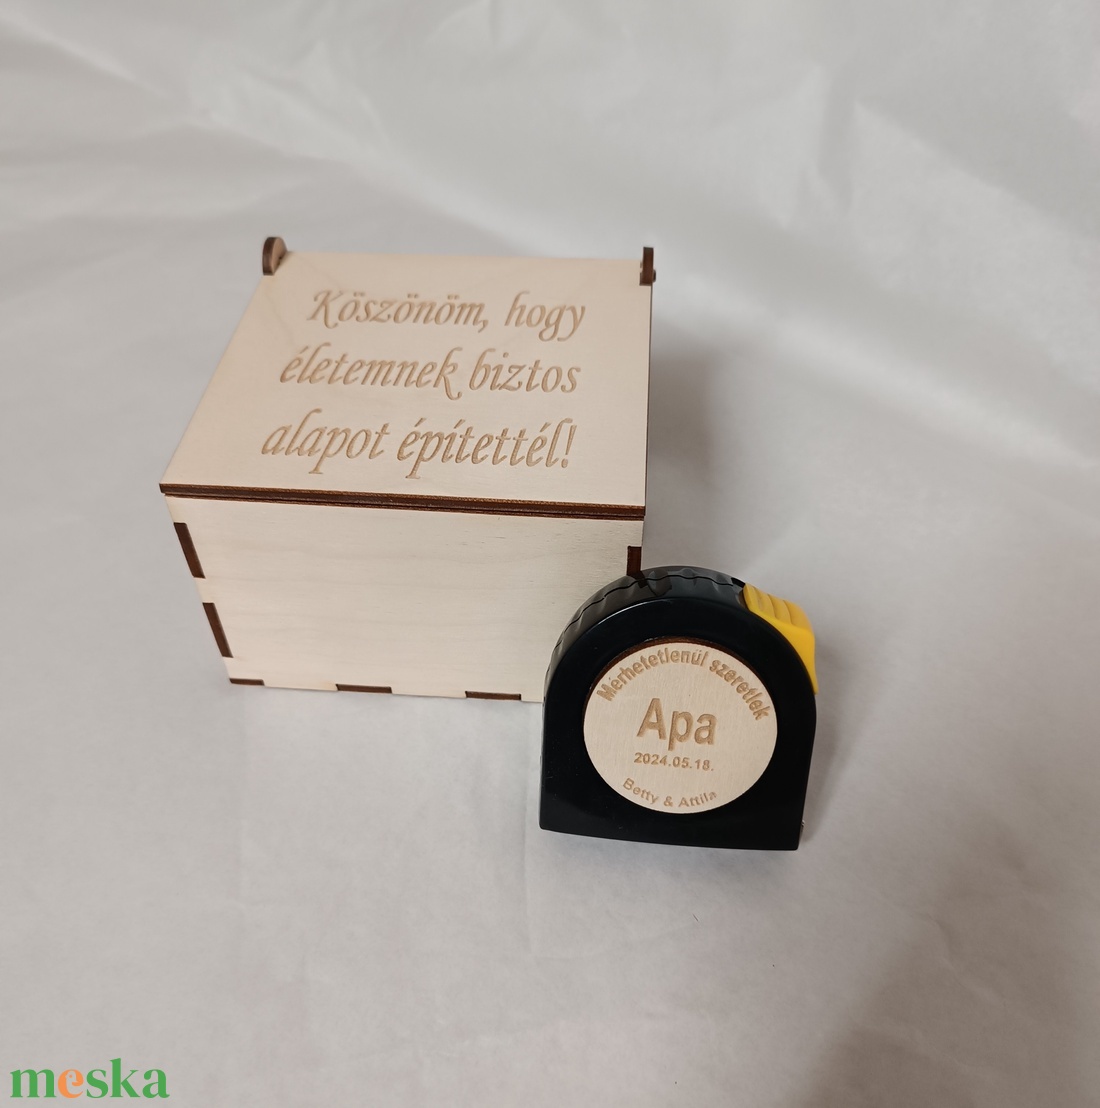 Köszönöm, hogy
életemnek biztos
alapot építettél!
Mérhetetlenül szeretlek
Apa
2024.05.18.
Betty & Attila
meska